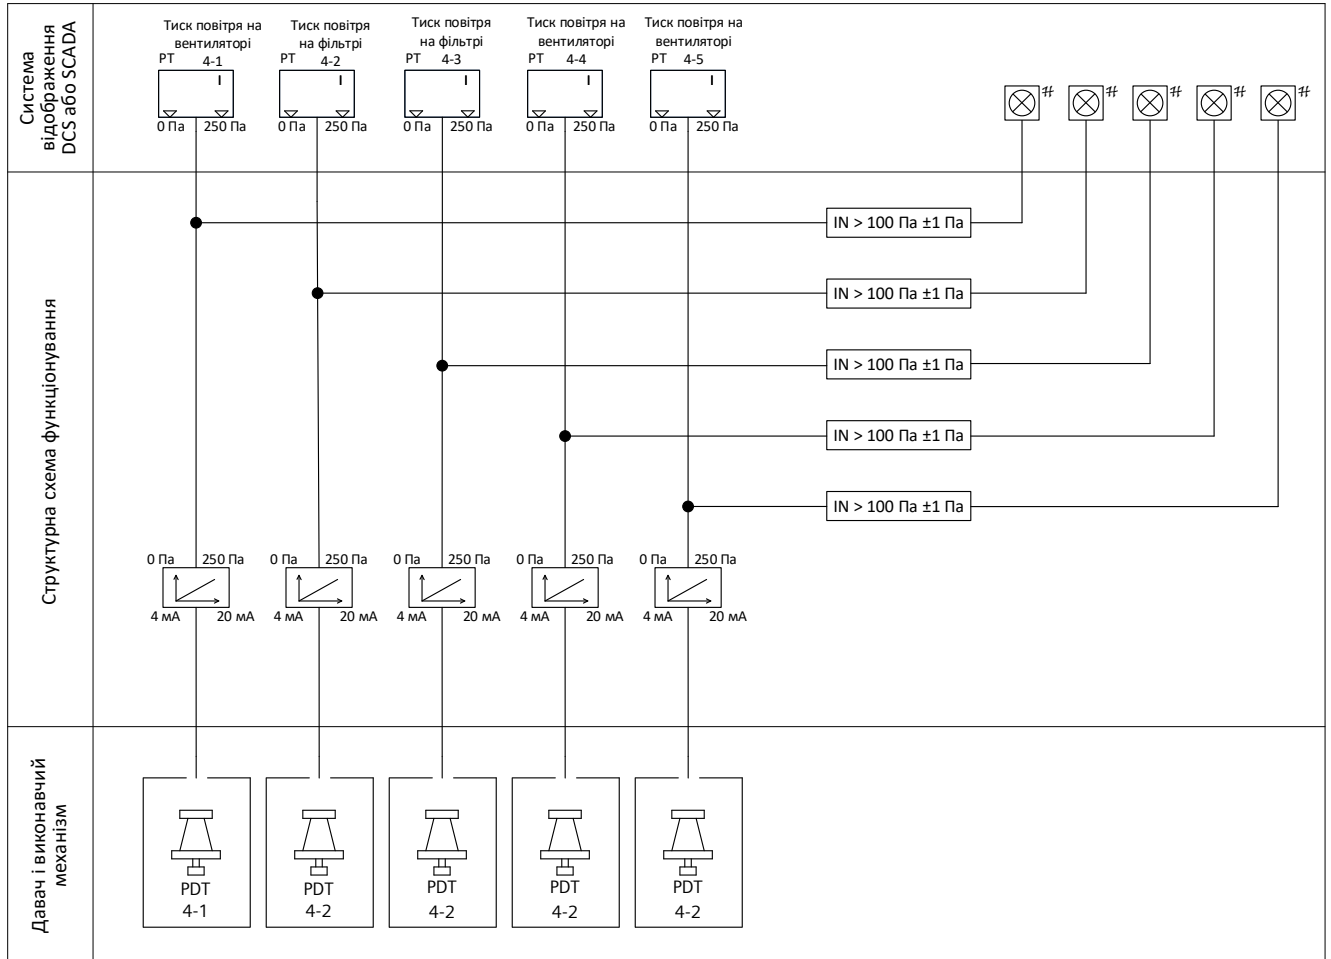 Система
відображення
DCS або SCADA
Тиск повітря на
вентиляторі
PT 4-1
I
0 Па 250 Па
Тиск повітря
на фільтрі
PT 4-2
I
0 Па 250 Па
Тиск повітря
на фільтрі
PT 4-3
I
0 Па 250 Па
Тиск повітря на
вентиляторі
PT 4-4
I
0 Па 250 Па
Тиск повітря на
вентиляторі
PT 4-5
I
0 Па 250 Па
Структурна схема функціонування
IN > 100 Па ±1 Па
IN > 100 Па ±1 Па
IN > 100 Па ±1 Па
IN > 100 Па ±1 Па
IN > 100 Па ±1 Па
0 Па 250 Па
4 мА 20 мА
0 Па 250 Па
4 мА 20 мА
0 Па 250 Па
4 мА 20 мА
0 Па 250 Па
4 мА 20 мА
0 Па 250 Па
4 мА 20 мА
Давач і виконавчий
механізм
PDT
4-1
PDT
4-2
PDT
4-2
PDT
4-2
PDT
4-2